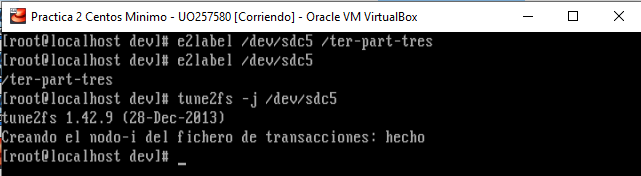 Practica 2 Centos Minimo - UO257580 [Corriendo] - Oracle VM VirtualBox
[root@localhost dev]# e2label /dev/sdc5 /ter-part-tres
[root@localhost dev]# e2label /dev/sdc5
/ter-part-tres
[root@localhost dev]# tune2fs -j /dev/sdc5
tune2fs 1.42.9 (28-Dec-2013)
Creando el nodo-i del fichero de transacciones: hecho
[root@localhost dev]# _